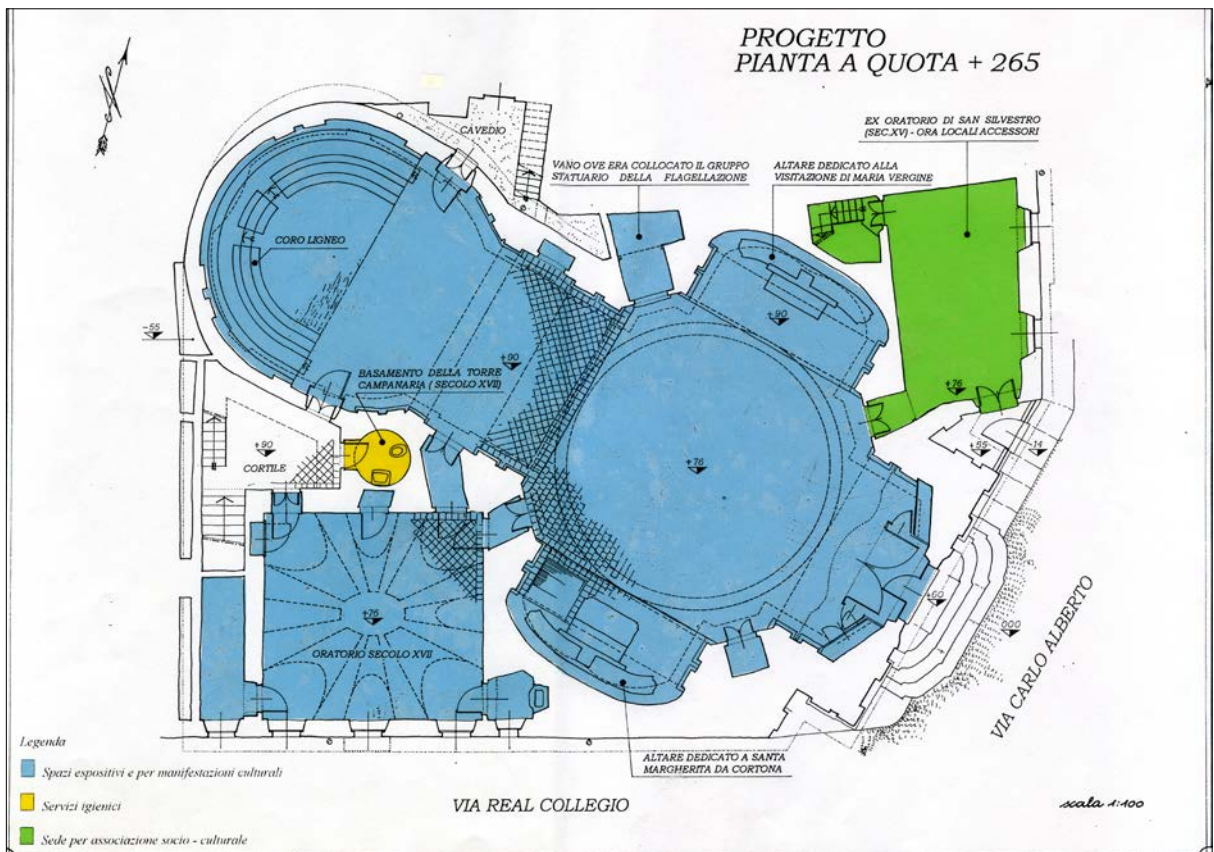 PROGETTO
PIANTA A QUOTA + 265
N
EX ORATORIO DI SAN SILVESTRO
(SEC.XV) - ORA LOCALI ACCESSORI
CAVEDIO
VANO OVE ERA COLLOCATO IL GRUPPO
STATUARIO DELLA FLAGELLAZIONE
ALTARE DEDICATO ALLA
VISITAZIONE DI MARIA VERGINE
CORO LIGNEO
-55
+90
+90
BASAMENTO DELLA TORRE
CAMPANARIA ( SECOLO XVII)
+76
+90
CORTILE
+55
-14
+76
+76
ORATORIO SECOLO XVII
+60
000
VIA CARLO ALBERTO
ALTARE DEDICATO A SANTA
MARGHERITA DA CORTONA
Legenda
Spazi espositivi e per manifestazioni culturali
Servizi igienici
Sede per associazione socio - culturale
VIA REAL COLLEGIO
scala 1:100